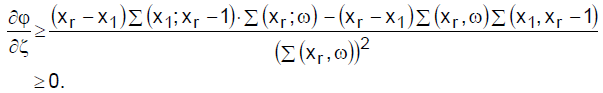 ∂φ/∂ζ ≥ ((x_r − x_1)∑(x_1; x_r − 1)·∑(x_r; ω) − (x_r − x_1)∑(x_r, ω)∑(x_1, x_r − 1))/(∑(x_r, ω))^2
≥ 0.